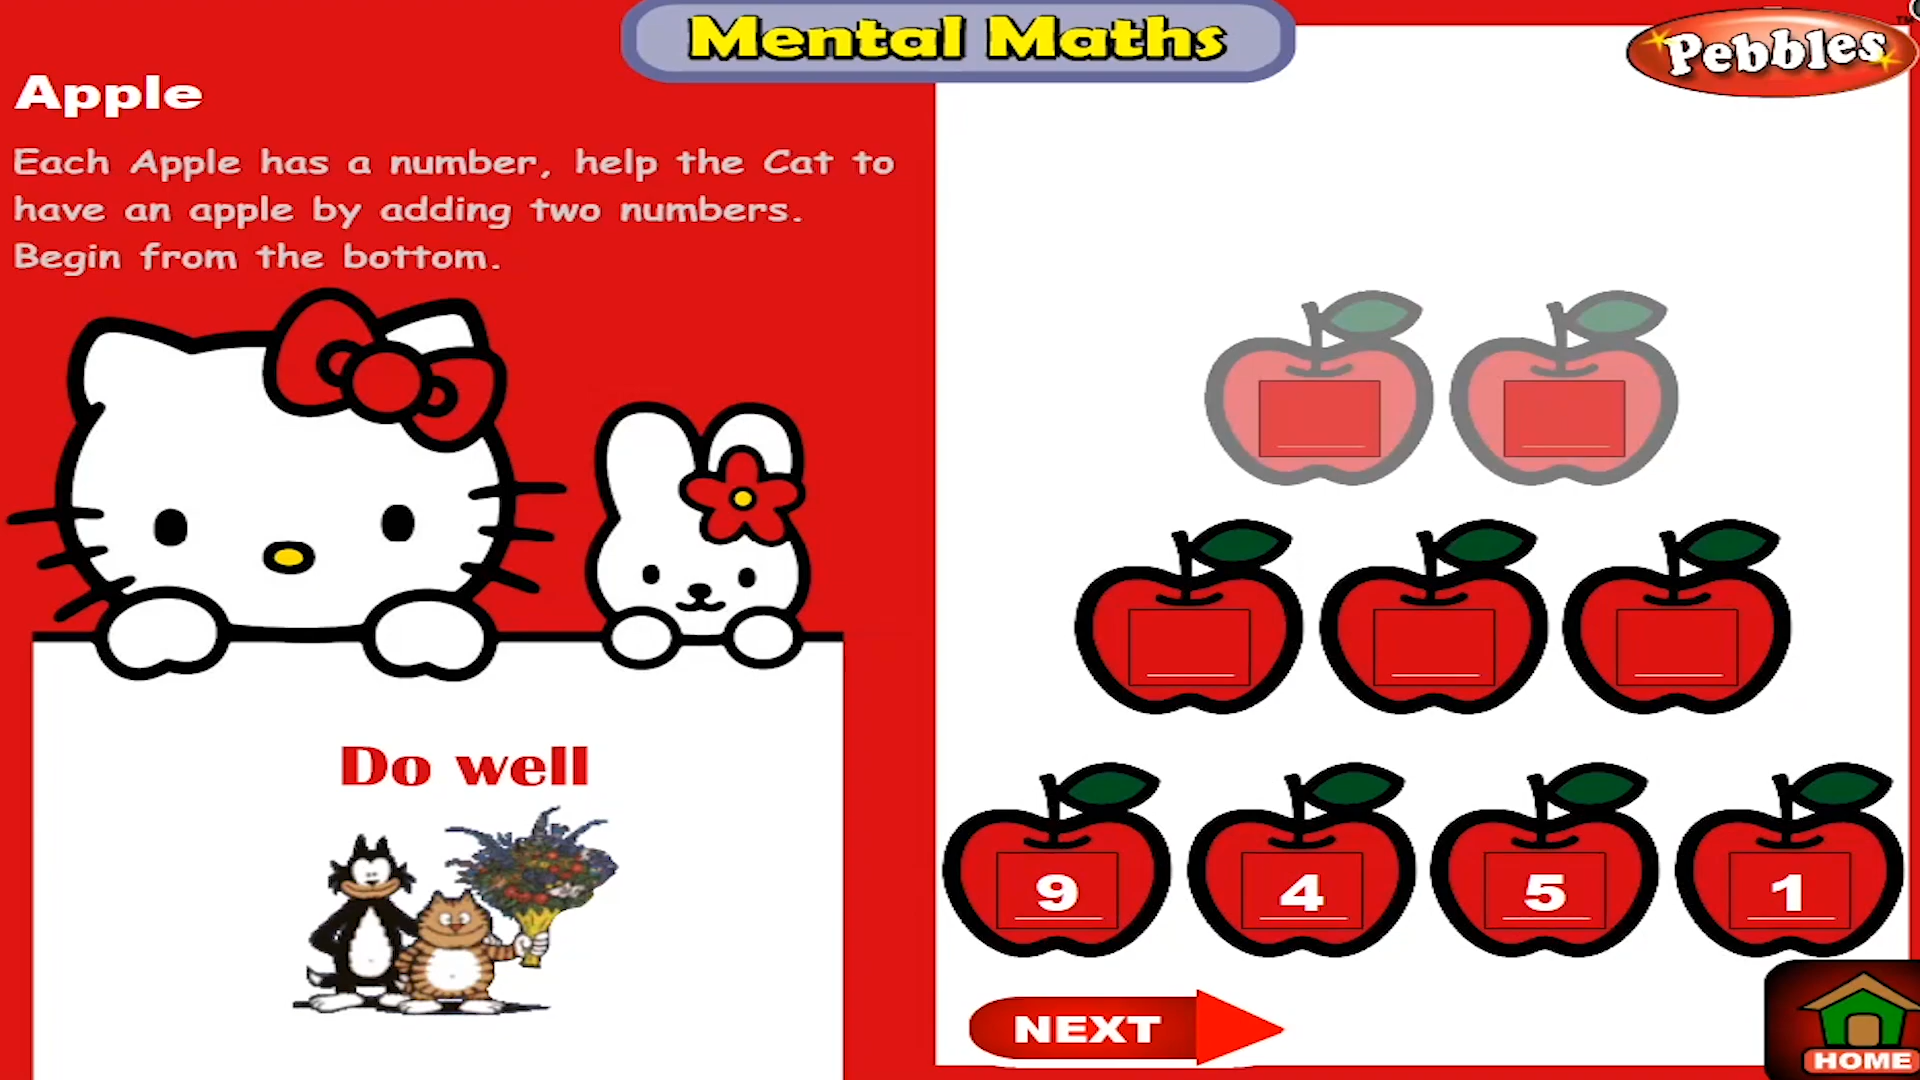 Mental Maths
Pebbles
TM
Apple
Each Apple has a number, help the Cat to
have an apple by adding two numbers.
Begin from the bottom.
Do well
9 4 5 1
NEXT
HOME